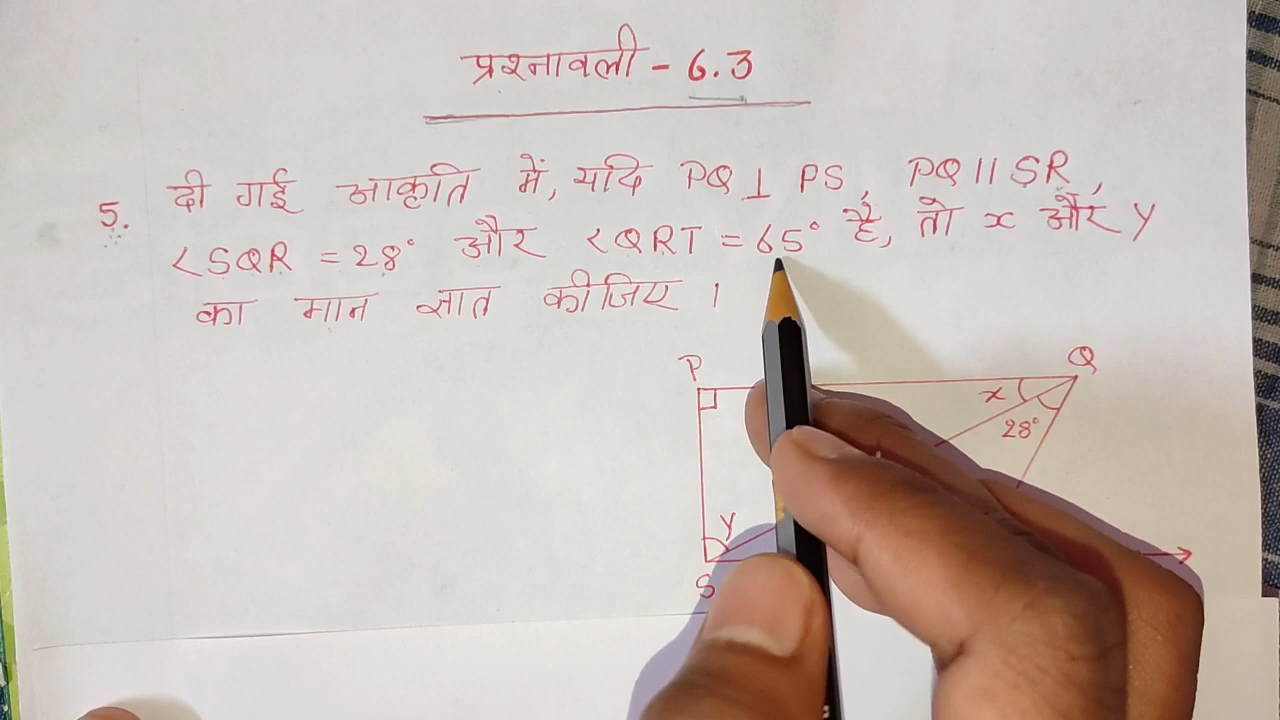 प्रश्नावली - 6.3
5. दी गई आकृति में, यदि PQ ⊥ PS, PQ || SR,
∠SQR = 28° और ∠QRT = 65° है, तो x और y
का मान ज्ञात कीजिए ।
P
Q
x
28°
y
S